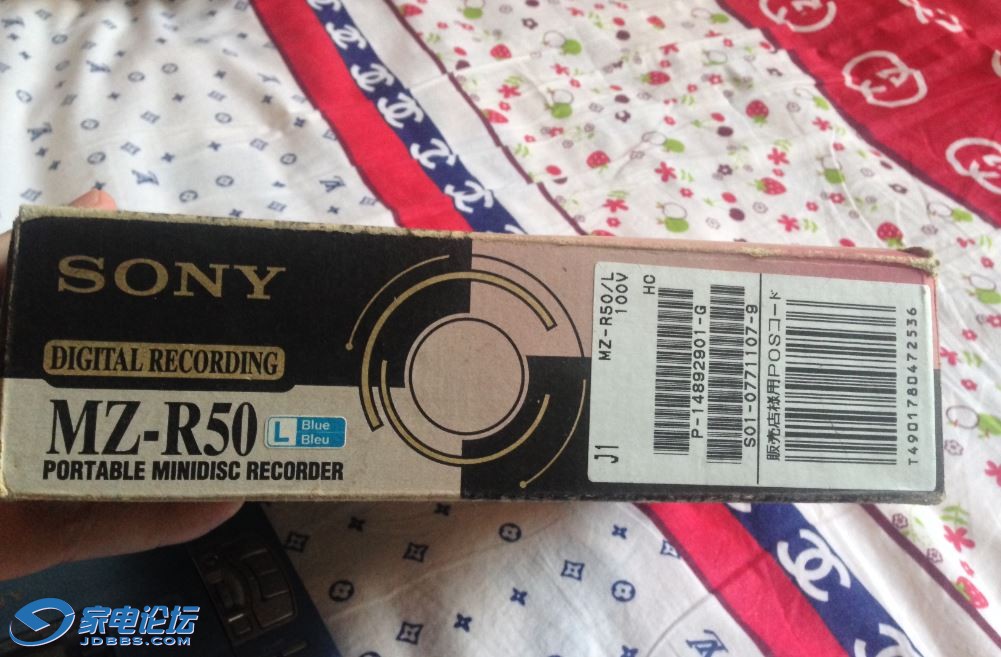 SONY
DIGITAL RECORDING
MZ-R50
L
Blue
Bleu
PORTABLE MINIDISC RECORDER
MZ-R50/L
100V
HO
J1
P-14892901-G
S01-0771107-9
販売店様用POSコード
T4901780472536
家电论坛
JDBBS.COM